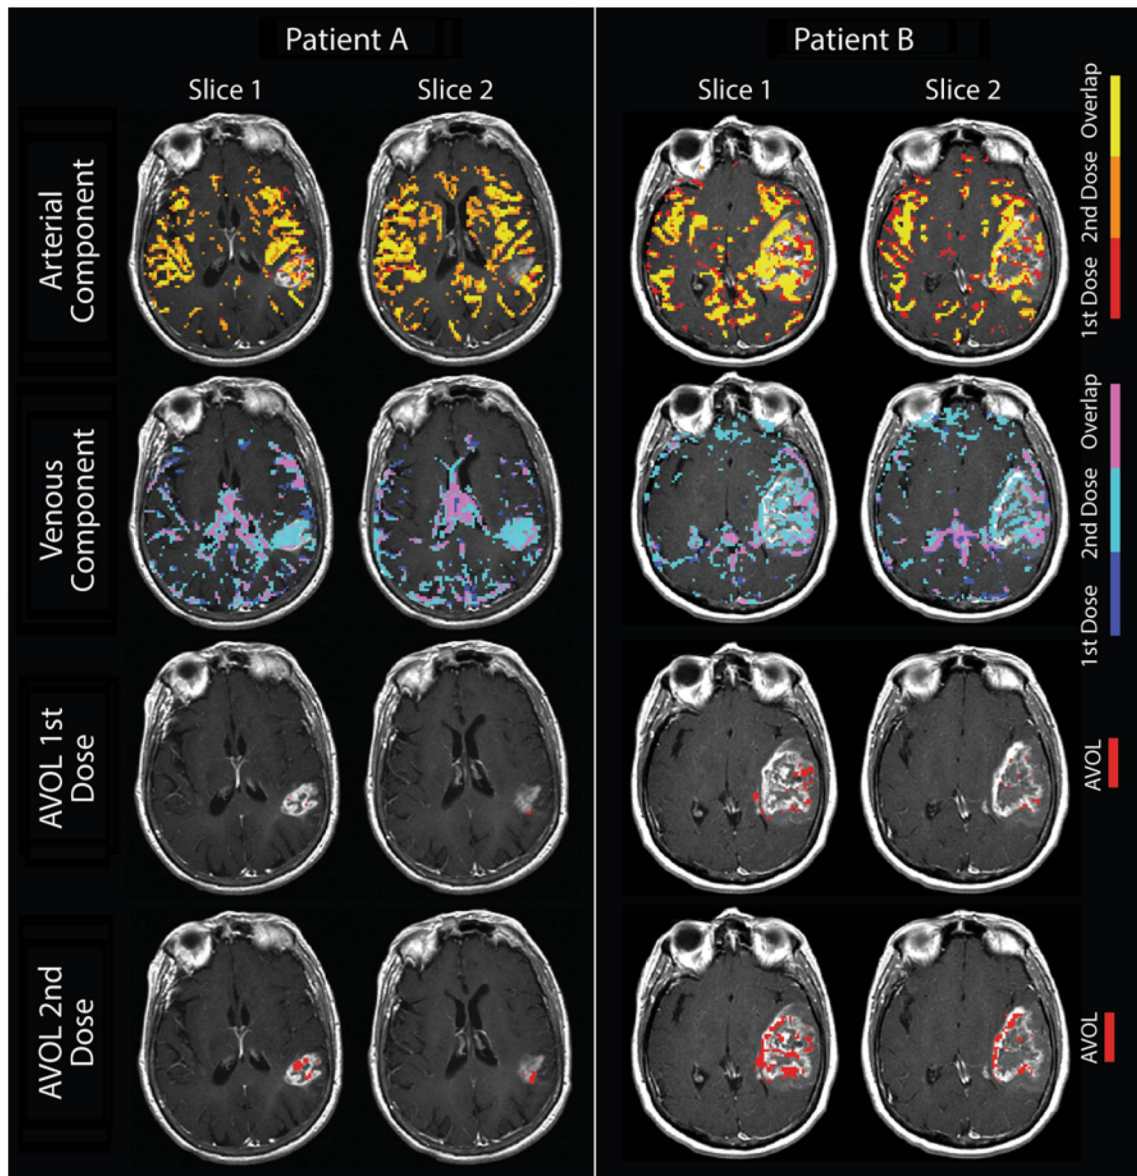 Patient A
Patient B
Slice 1
Slice 2
Slice 1
Slice 2
Arterial
Component
1st Dose 2nd Dose Overlap
Venous
Component
1st Dose 2nd Dose Overlap
AVOL 1st
Dose
AVOL
AVOL 2nd
Dose
AVOL